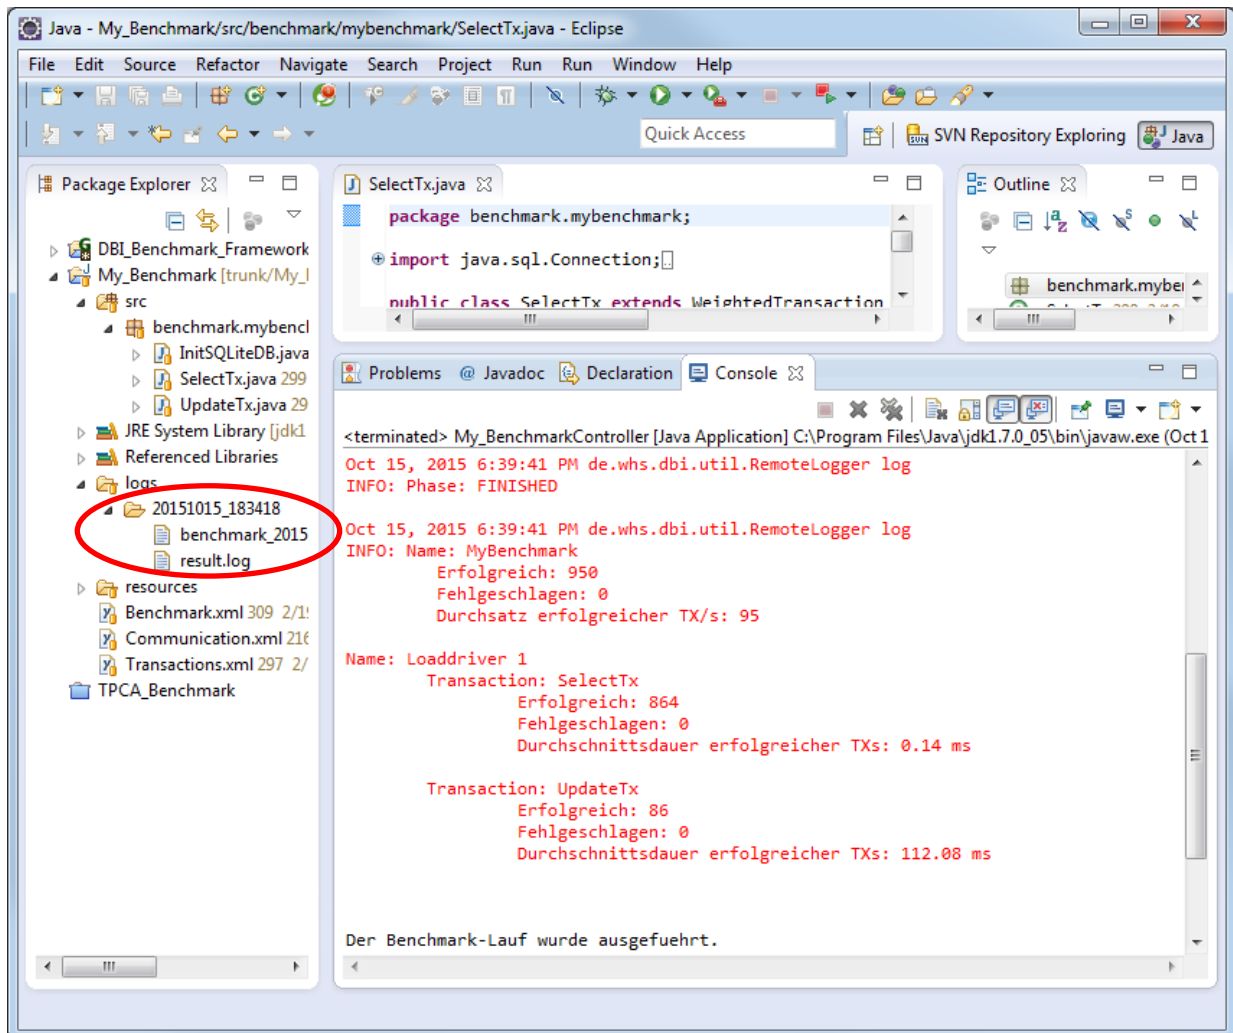 Java - My_Benchmark/src/benchmark/mybenchmark/SelectTx.java - Eclipse
File Edit Source Refactor Navigate Search Project Run Run Window Help
Quick Access
SVN Repository Exploring
Java
Package Explorer
DBI_Benchmark_Framework
My_Benchmark [trunk/My_
src
benchmark.mybencl
InitSQLiteDB.java
SelectTx.java 299
UpdateTx.java 29
JRE System Library [jdk1
Referenced Libraries
logs
20151015_183418
benchmark_2015
result.log
resources
Benchmark.xml 309 2/1
Communication.xml 216
Transactions.xml 297 2/
TPCA_Benchmark
SelectTx.java
package benchmark.mybenchmark;
import java.sql.Connection;
public class SelectTx extends WeightedTransaction
Outline
benchmark.myber
Problems @ Javadoc Declaration Console
<terminated> My_BenchmarkController [Java Application] C:\Program Files\Java\jdk1.7.0_05\bin\javaw.exe (Oct 1
Oct 15, 2015 6:39:41 PM de.whs.dbi.util.RemoteLogger log
INFO: Phase: FINISHED
Oct 15, 2015 6:39:41 PM de.whs.dbi.util.RemoteLogger log
INFO: Name: MyBenchmark
Erfolgreich: 950
Fehlgeschlagen: 0
Durchsatz erfolgreicher TX/s: 95
Name: Loaddriver 1
Transaction: SelectTx
Erfolgreich: 864
Fehlgeschlagen: 0
Durchschnittsdauer erfolgreicher TXs: 0.14 ms
Transaction: UpdateTx
Erfolgreich: 86
Fehlgeschlagen: 0
Durchschnittsdauer erfolgreicher TXs: 112.08 ms
Der Benchmark-Lauf wurde ausgefuehrt.